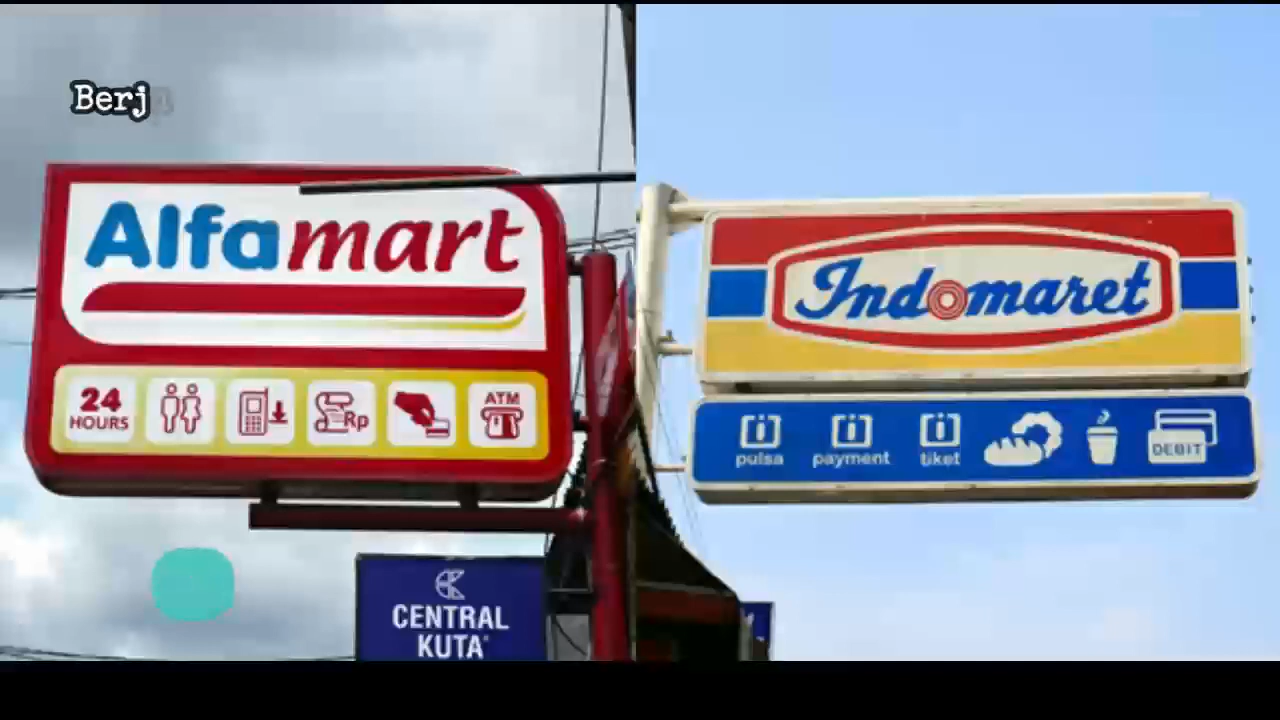 Berj
Alfamart
24
HOURS
Rp
ATM
CENTRAL
KUTA
Indomaret
pulsa
payment
tiket
DEBIT